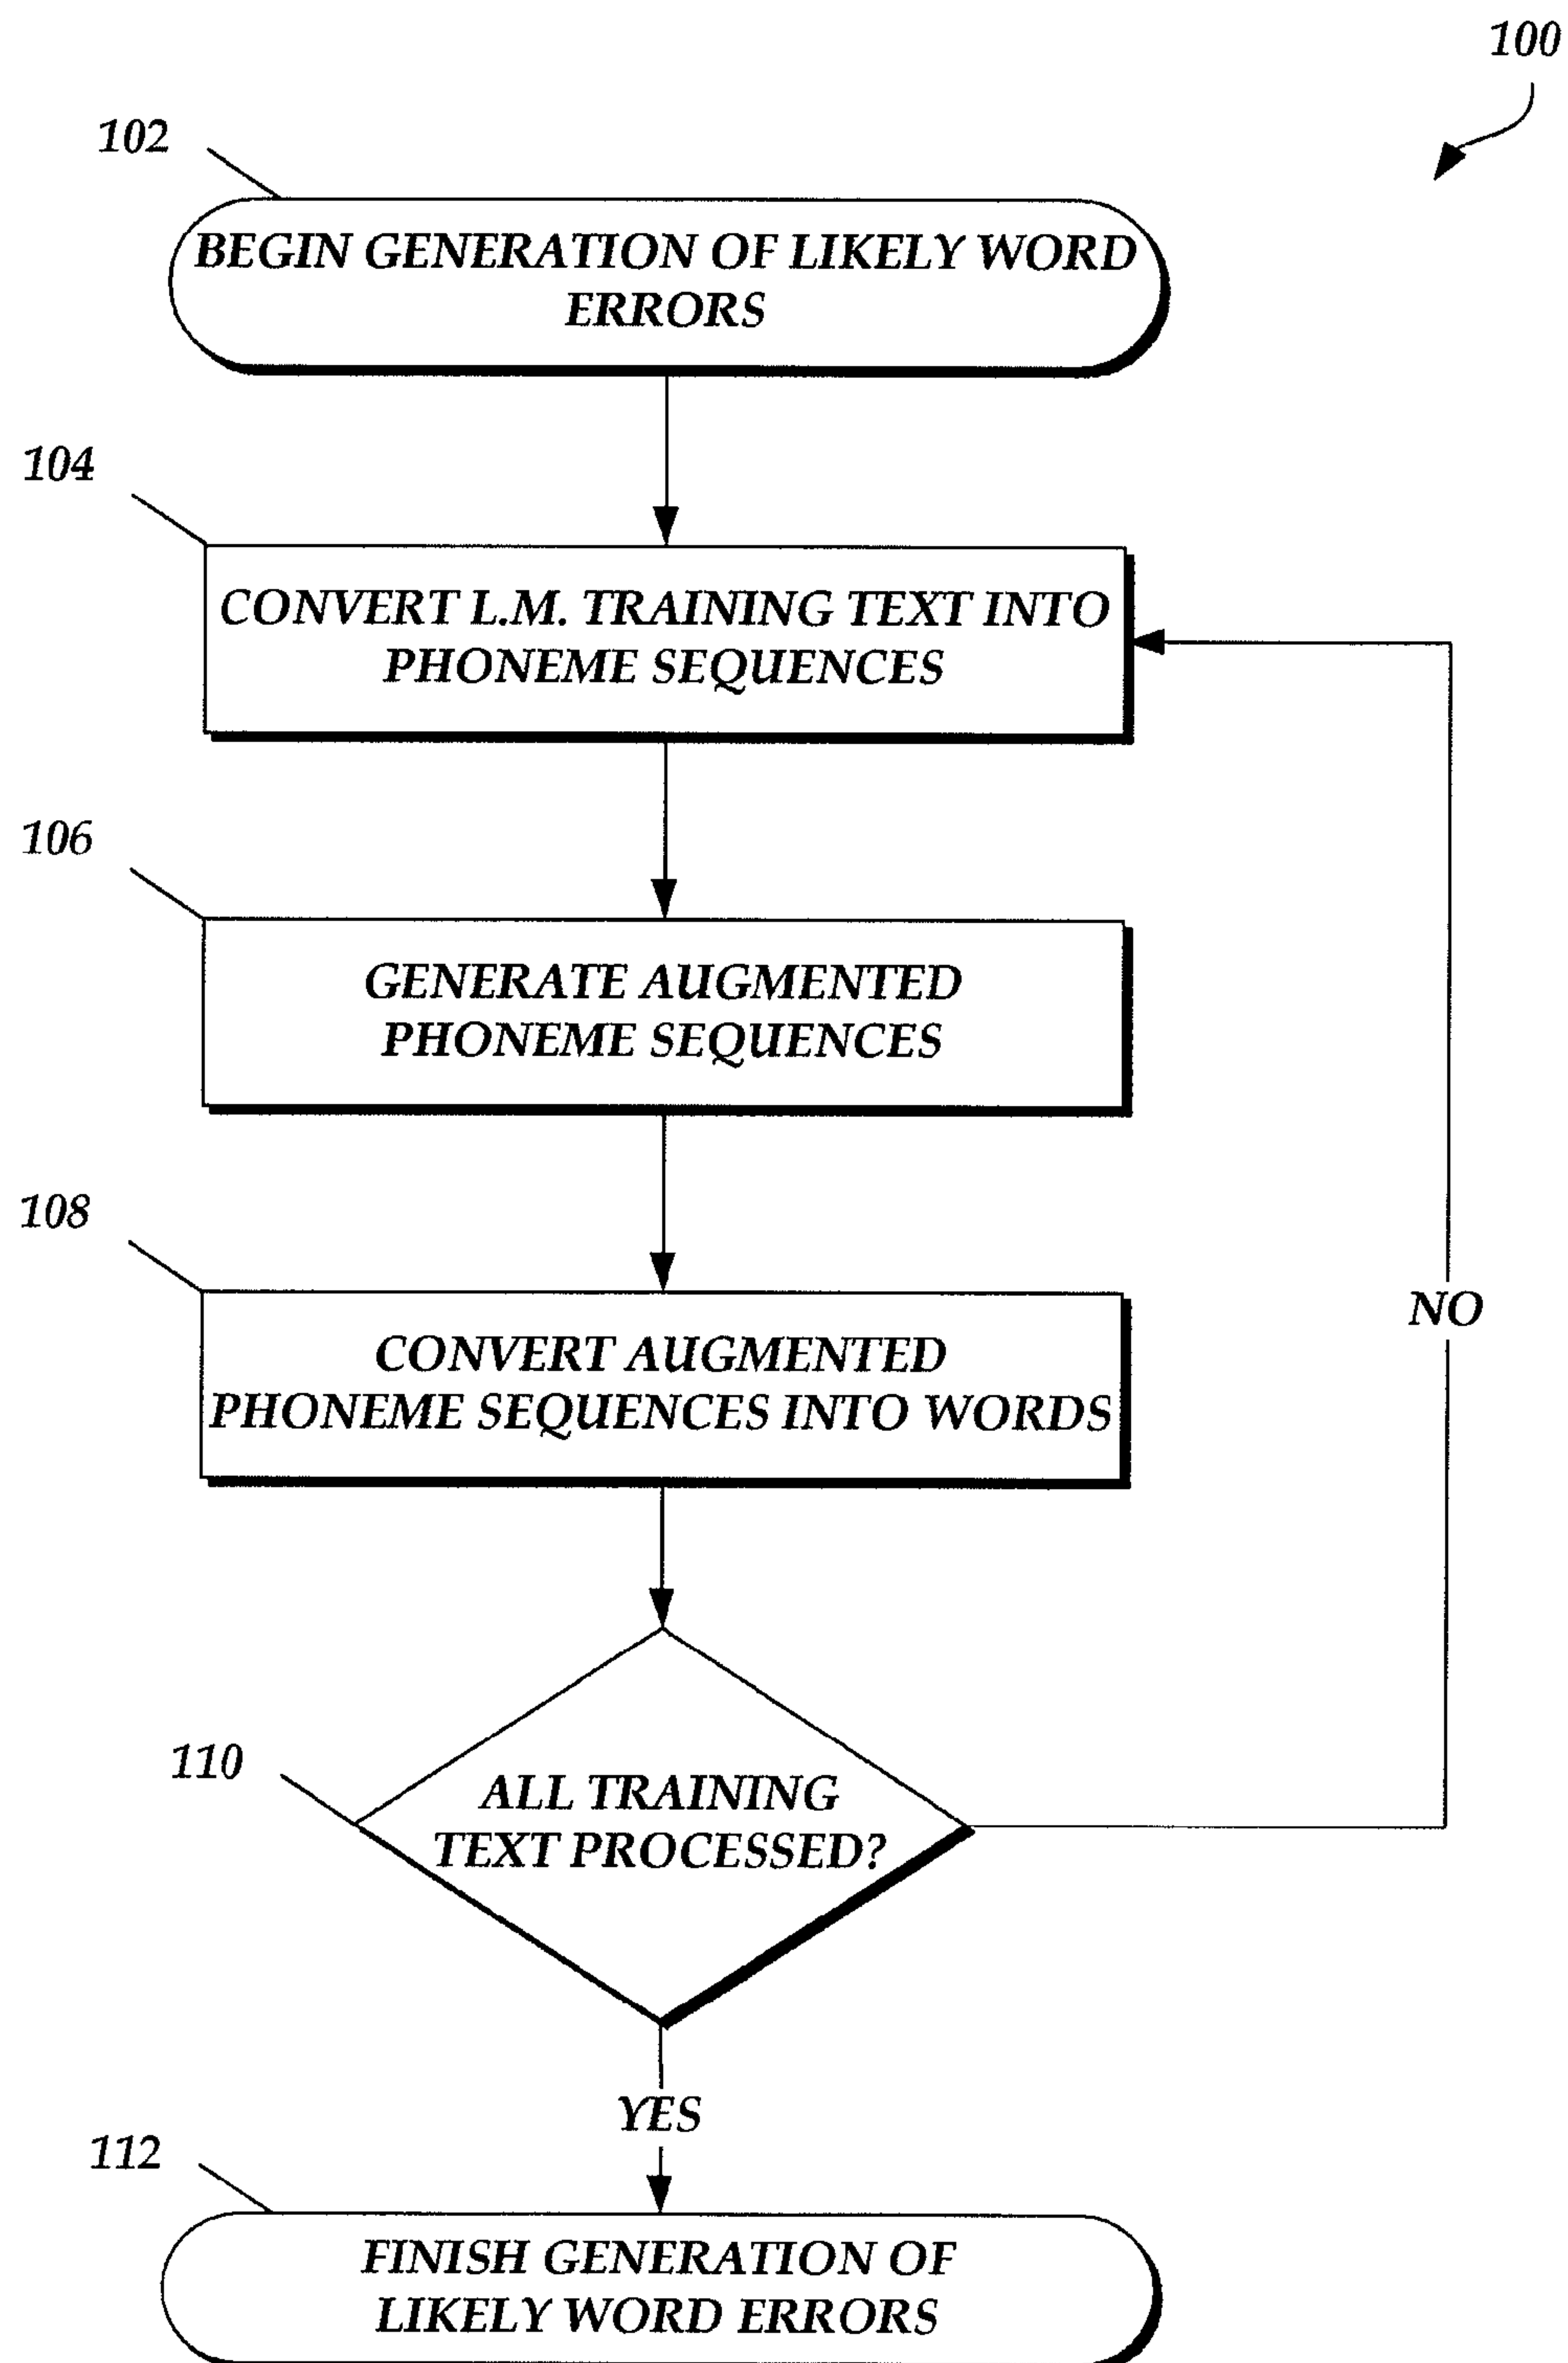 100
102
BEGIN GENERATION OF LIKELY WORD
ERRORS
104
CONVERT L.M. TRAINING TEXT INTO
PHONEME SEQUENCES
106
GENERATE AUGMENTED
PHONEME SEQUENCES
108
CONVERT AUGMENTED
PHONEME SEQUENCES INTO WORDS
NO
110
ALL TRAINING
TEXT PROCESSED?
YES
112
FINISH GENERATION OF
LIKELY WORD ERRORS